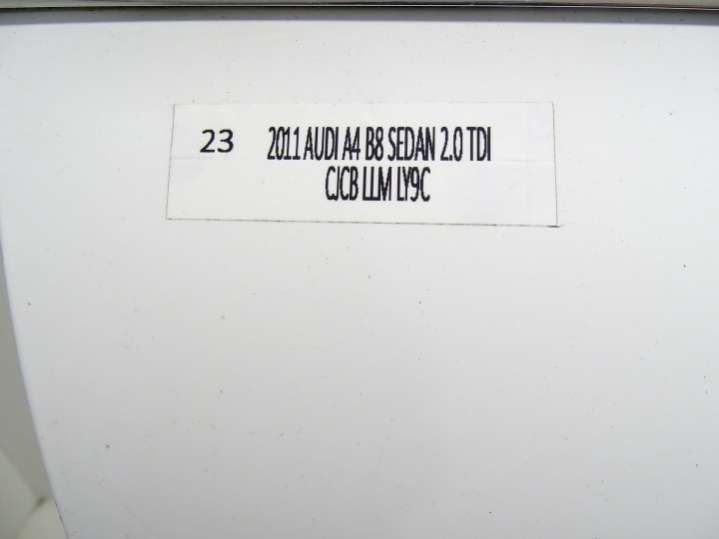 23 2011 AUDI A4 B8 SEDAN 2.0 TDI
CJCB LLM LY9C